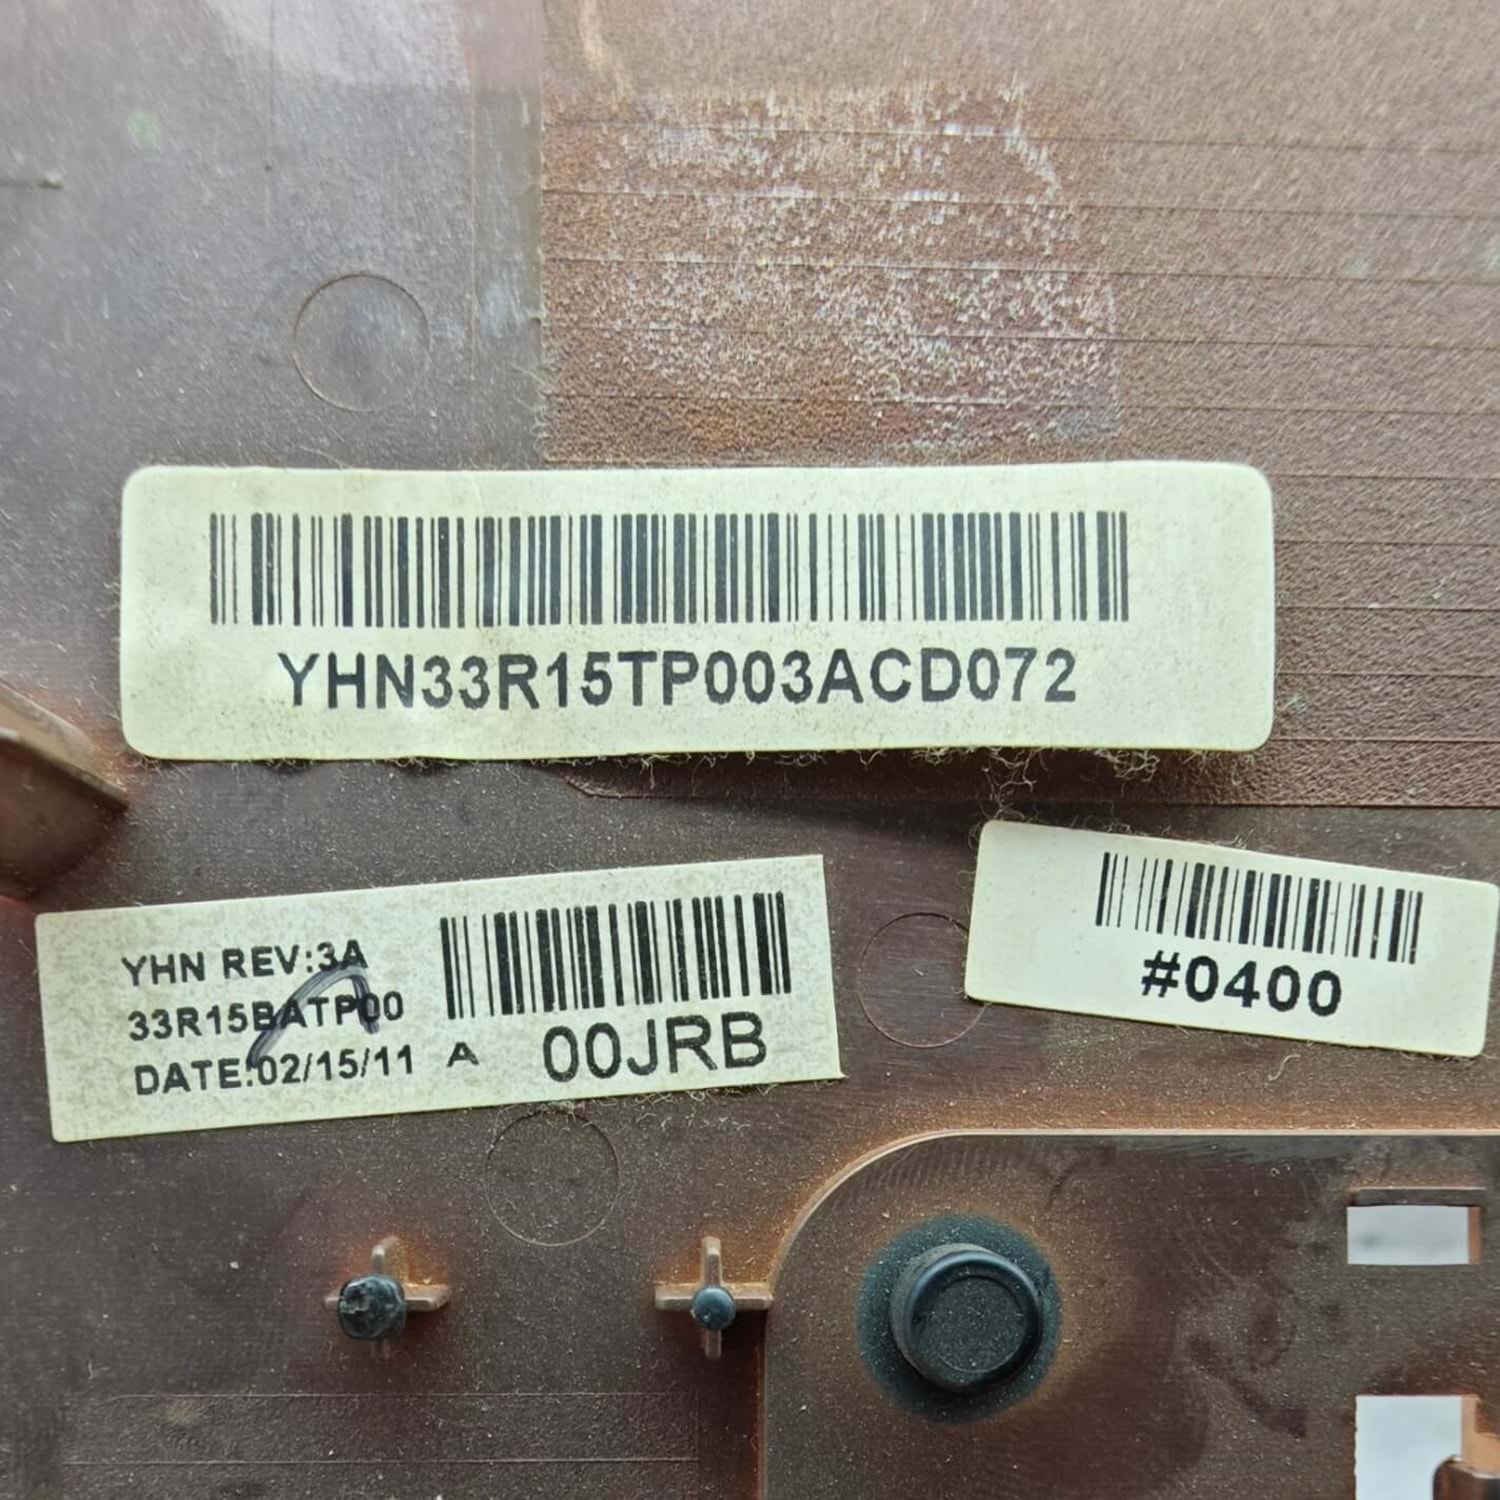 YHN33R15TP003ACD072
YHN REV:3A
33R15BATP00
DATE:02/15/11 A
00JRB
#0400